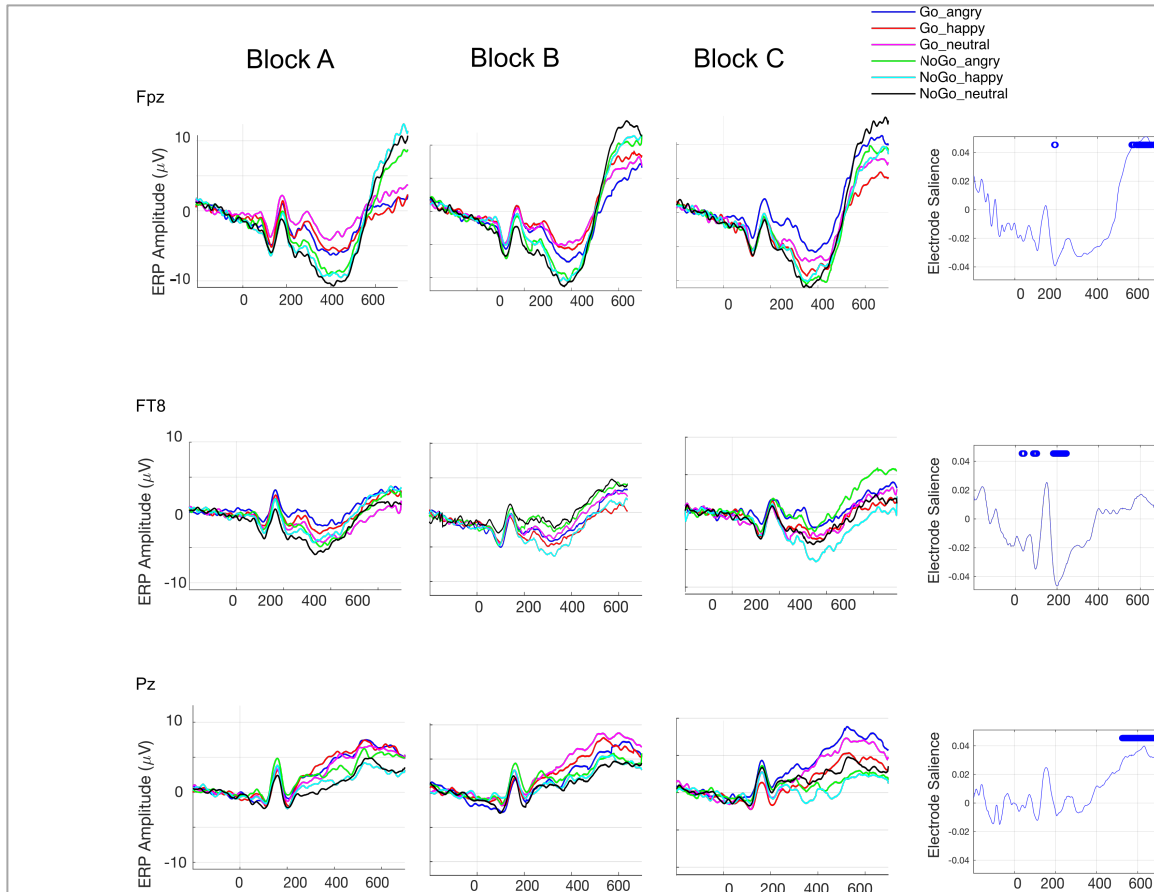 Go_angry
Go_happy
Go_neutral
NoGo_angry
NoGo_happy
NoGo_neutral
Block A Block B Block C
Fpz
10
0
-10
ERP Amplitude (μV)
0 200 400 600
0 200 400 600
0 200 400 600
Electrode Salience
0.04
0.02
0
-0.02
-0.04
0 200 400 600
FT8
10
0
-10
ERP Amplitude (μV)
0 200 400 600
0 200 400 600
0 200 400 600
Electrode Salience
0.04
0.02
0
-0.02
-0.04
0 200 400 600
Pz
10
0
-10
ERP Amplitude (μV)
0 200 400 600
0 200 400 600
0 200 400 600
Electrode Salience
0.04
0.02
0
-0.02
-0.04
0 200 400 600